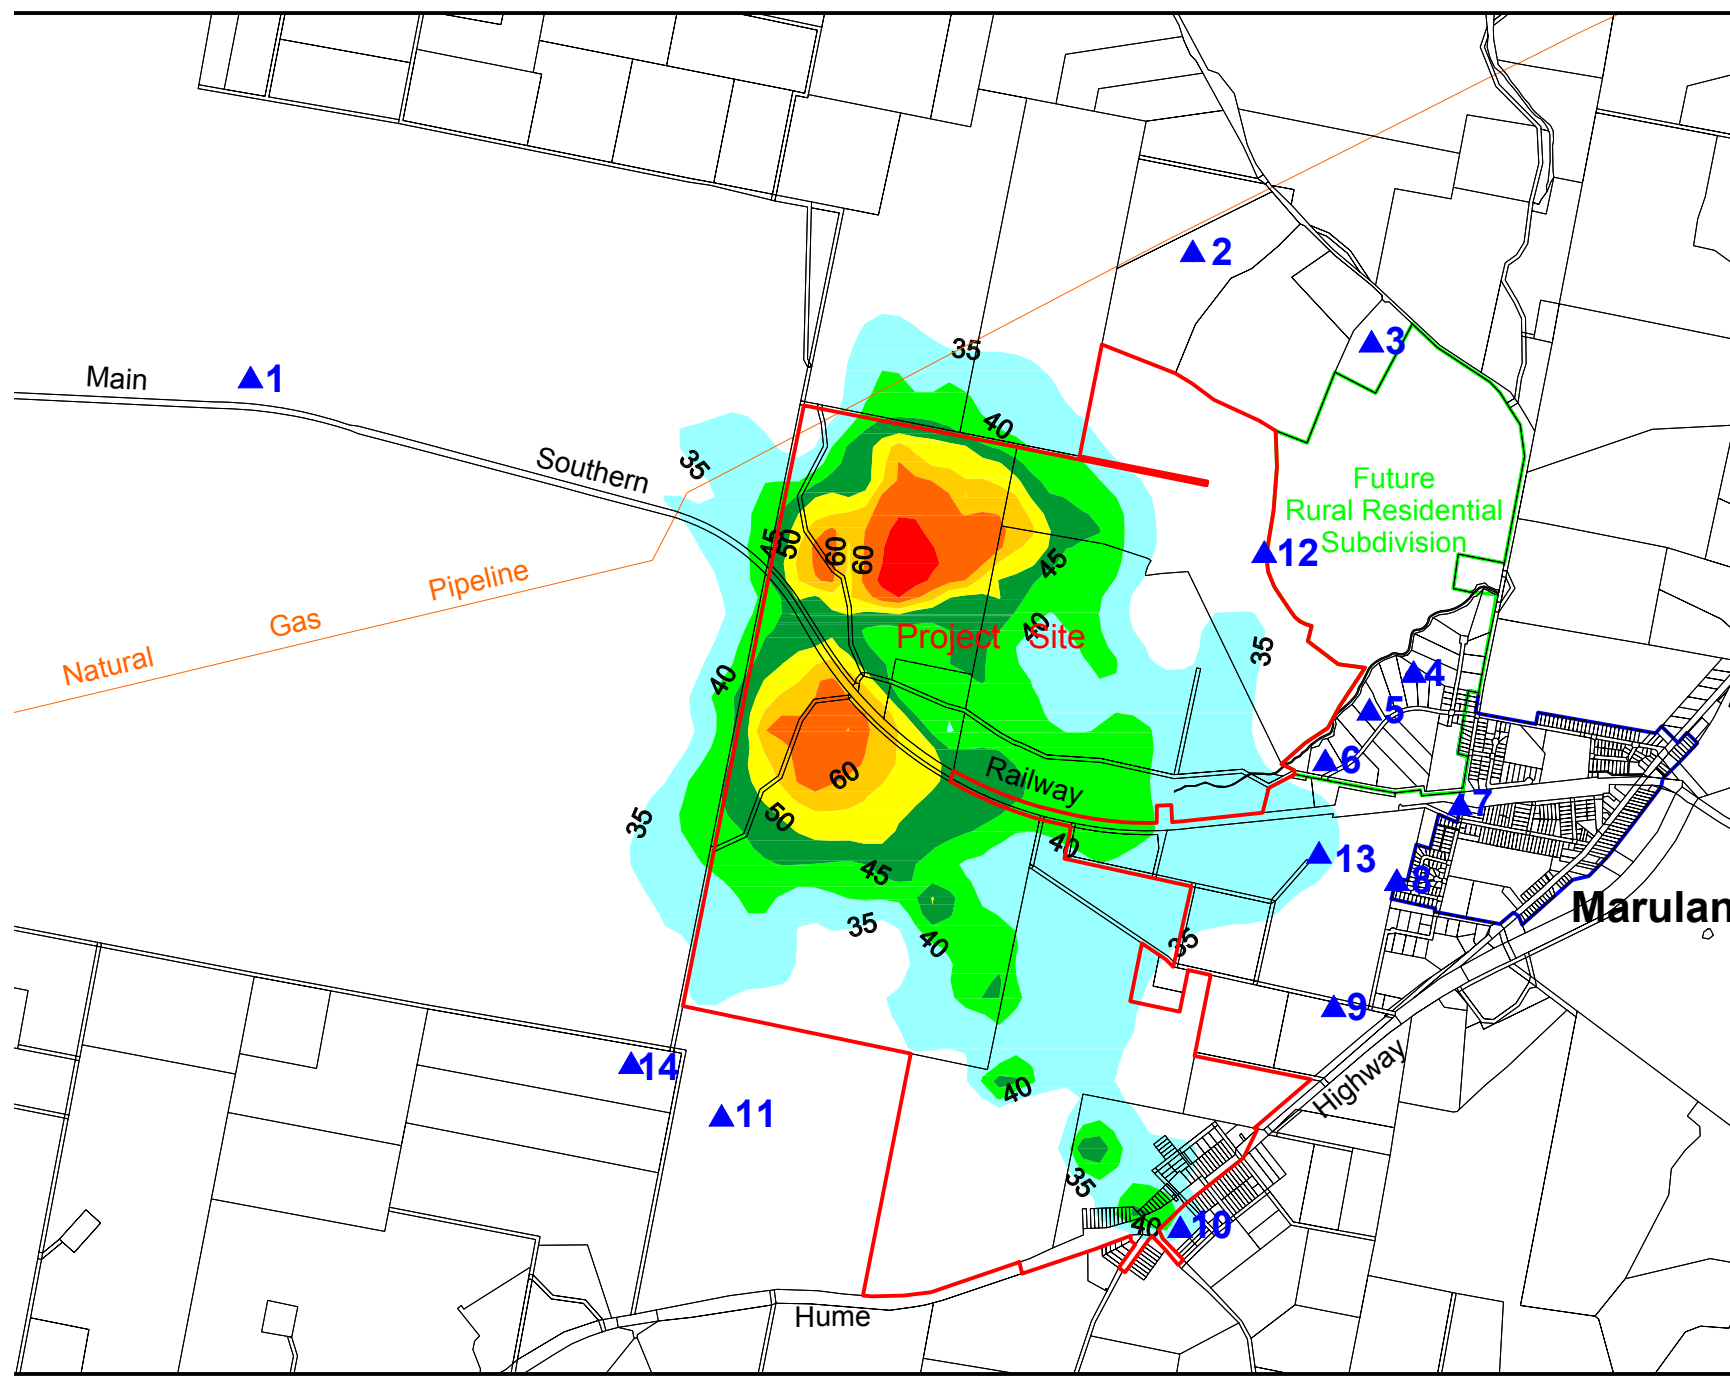 2
3
35
Main
1
40
Southern
35
Future
Rural Residential
Subdivision
45
50
60
60
45
12
Pipeline
Gas
Natural
40
Project Site
35
4
40
5
6
Railway
60
50
7
35
40
13
45
8
Marulan
35
40
35
9
Highway
14
40
11
35
40
10
Hume